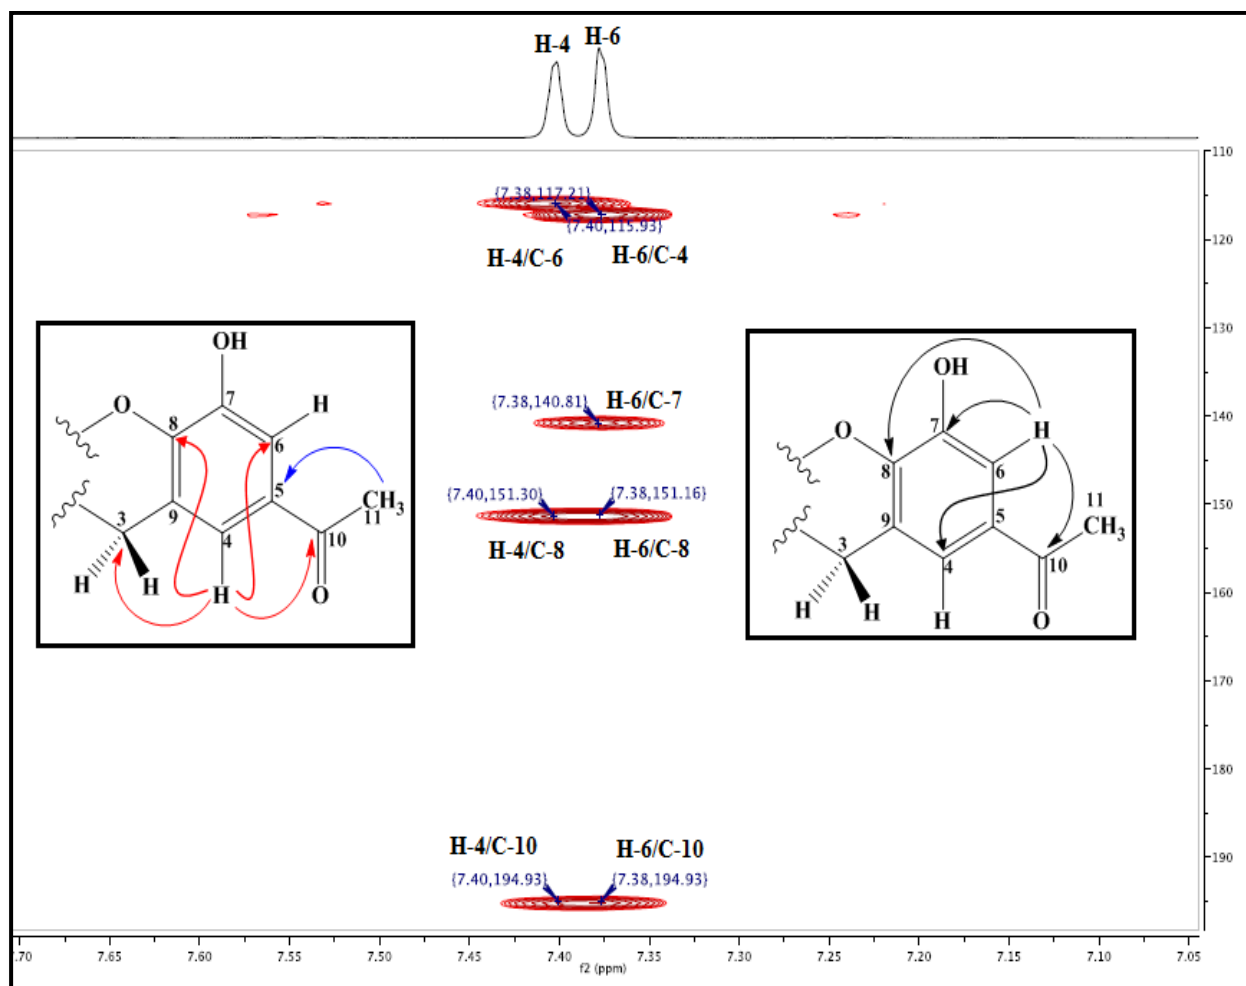 H-4 H-6
110
{7.38,117.21}
{7.40,115.93}
120
H-4/C-6 H-6/C-4
130
OH
O
7
8
H
6
5
CH3
11
3
9
4
10
H H
H
O
{7.38,140.81}
H-6/C-7
140
{7.40,151.30} {7.38,151.16}
150
H-4/C-8 H-6/C-8
OH
O
7
H
8
6
11
5
CH3
9
3
4
10
H H
H
O
160
170
180
H-4/C-10 H-6/C-10
190
{7.40,194.93} {7.38,194.93}
.70 7.65 7.60 7.55 7.50 7.45 7.40 7.35 7.30 7.25 7.20 7.15 7.10 7.05
f2 (ppm)